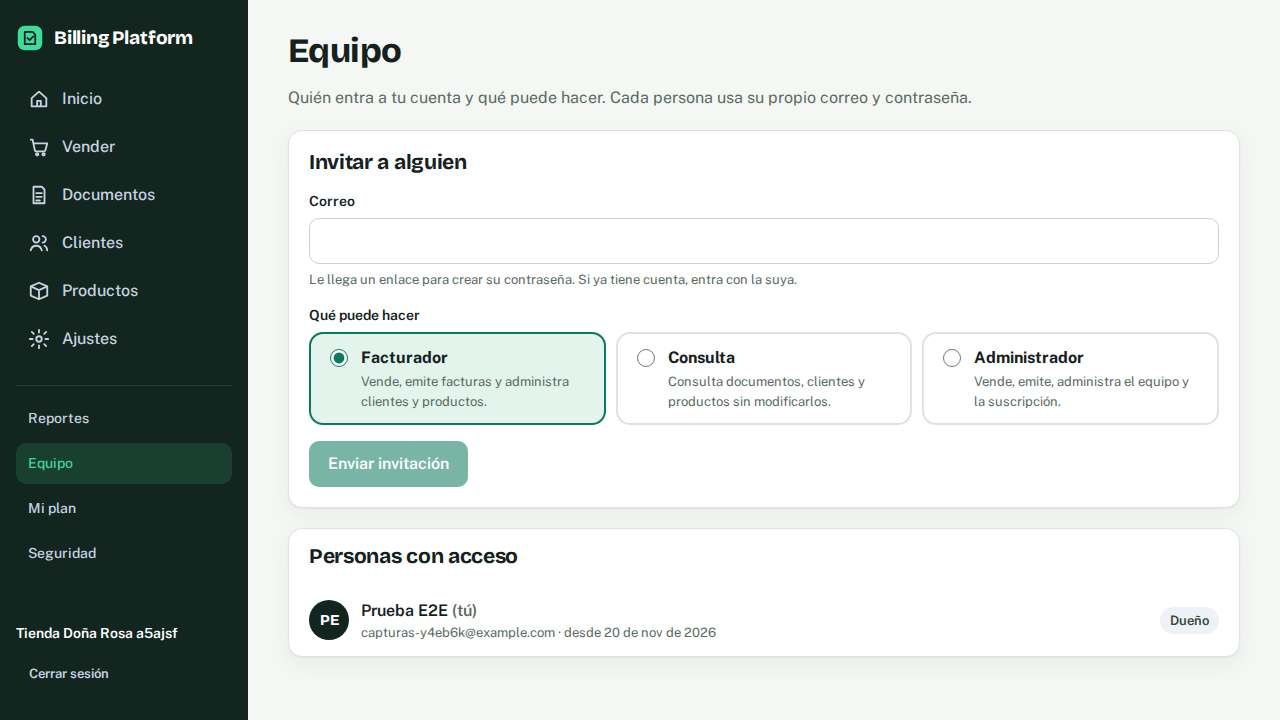 Billing Platform
Inicio
Vender
Documentos
Clientes
Productos
Ajustes
Reportes
Equipo
Mi plan
Seguridad
Tienda Doña Rosa a5ajsf
Cerrar sesión
Equipo
Quién entra a tu cuenta y qué puede hacer. Cada persona usa su propio correo y contraseña.
Invitar a alguien
Correo
Le llega un enlace para crear su contraseña. Si ya tiene cuenta, entra con la suya.
Qué puede hacer
Facturador
Vende, emite facturas y administra
clientes y productos.
Consulta
Consulta documentos, clientes y
productos sin modificarlos.
Administrador
Vende, emite, administra el equipo y
la suscripción.
Enviar invitación
Personas con acceso
PE
Prueba E2E (tú)
capturas-y4eb6k@example.com · desde 20 de nov de 2026
Dueño